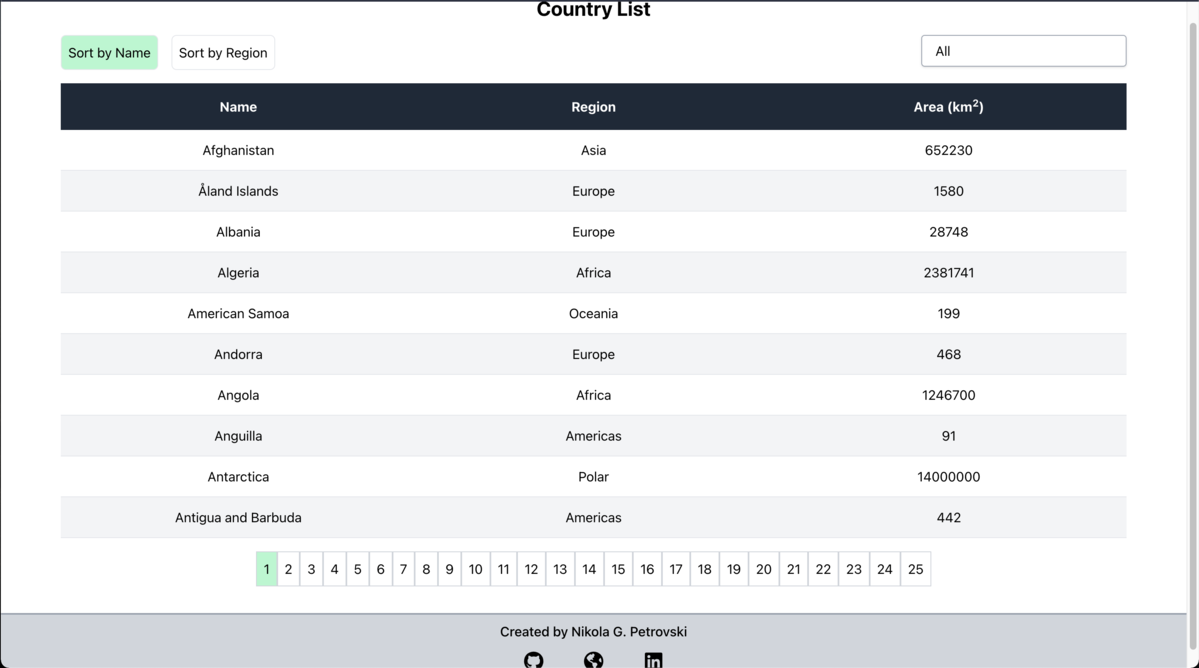 Country List
Sort by Name Sort by Region All
Name Region Area (km²)
Afghanistan Asia 652230
Åland Islands Europe 1580
Albania Europe 28748
Algeria Africa 2381741
American Samoa Oceania 199
Andorra Europe 468
Angola Africa 1246700
Anguilla Americas 91
Antarctica Polar 14000000
Antigua and Barbuda Americas 442
1 2 3 4 5 6 7 8 9 10 11 12 13 14 15 16 17 18 19 20 21 22 23 24 25
Created by Nikola G. Petrovski
in